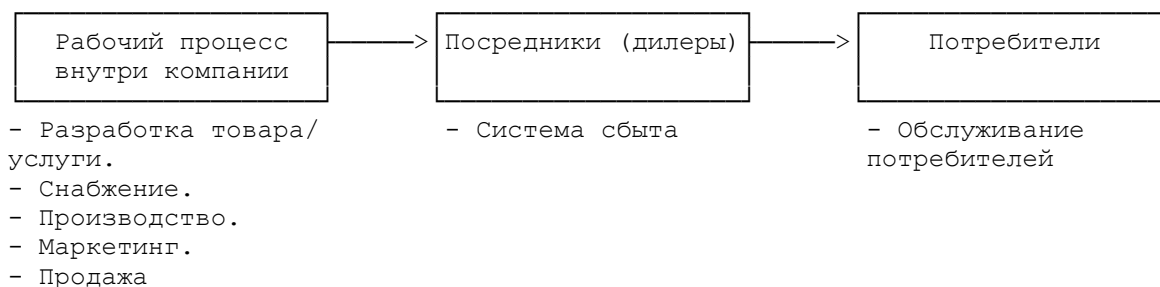 Рабочий процесс
внутри компании
Посредники (дилеры)
Потребители
- Разработка товара/
услуги.
- Снабжение.
- Производство.
- Маркетинг.
- Продажа
- Система сбыта
- Обслуживание
потребителей